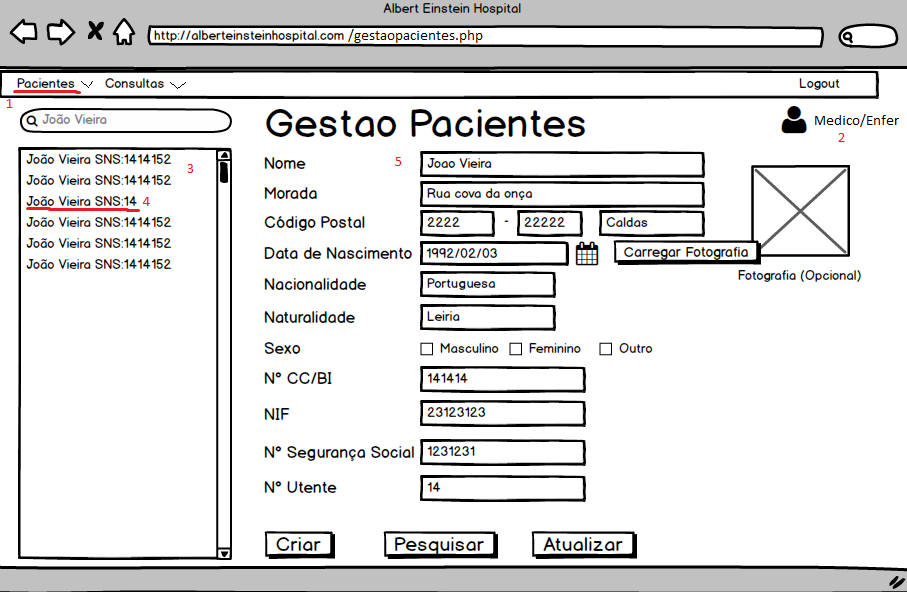 Albert Einstein Hospital
http://alberteinsteinhospital.com /gestaopacientes.php
Pacientes Consultas Logout
1
João Vieira
Gestao Pacientes
Medico/Enfer
2
João Vieira SNS:1414152
3
João Vieira SNS:1414152
João Vieira SNS:14 4
João Vieira SNS:1414152
João Vieira SNS:1414152
João Vieira SNS:1414152
Nome 5 Joao Vieira
Morada Rua cova da onça
Código Postal 2222 - 22222 Caldas
Data de Nascimento 1992/02/03 Carregar Fotografia
Fotografia (Opcional)
Nacionalidade Portuguesa
Naturalidade Leiria
Sexo Masculino Feminino Outro
Nº CC/BI 141414
NIF 23123123
Nº Segurança Social 1231231
Nº Utente 14
Criar Pesquisar Atualizar